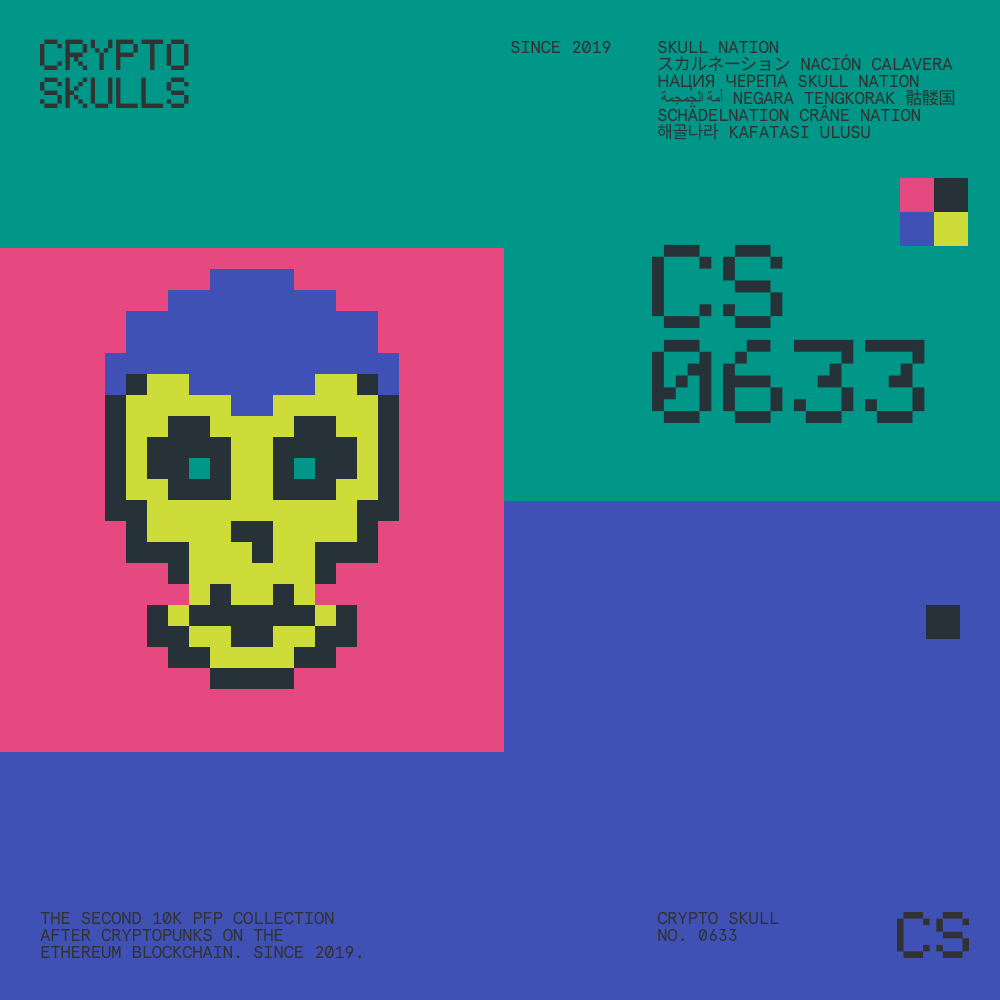 CRYPTO
SKULLS
SINCE 2019
SKULL NATION
スカルネーション NACIÓN CALAVERA
НАЦИЯ ЧЕРЕПА SKULL NATION
أمة الجمجمة NEGARA TENGKORAK 骷髅国
SCHÄDELNATION CRÂNE NATION
해골나라 KAFATASI ULUSU
CS
0633
THE SECOND 10K PFP COLLECTION
AFTER CRYPTOPUNKS ON THE
ETHEREUM BLOCKCHAIN. SINCE 2019.
CRYPTO SKULL
NO. 0633
CS